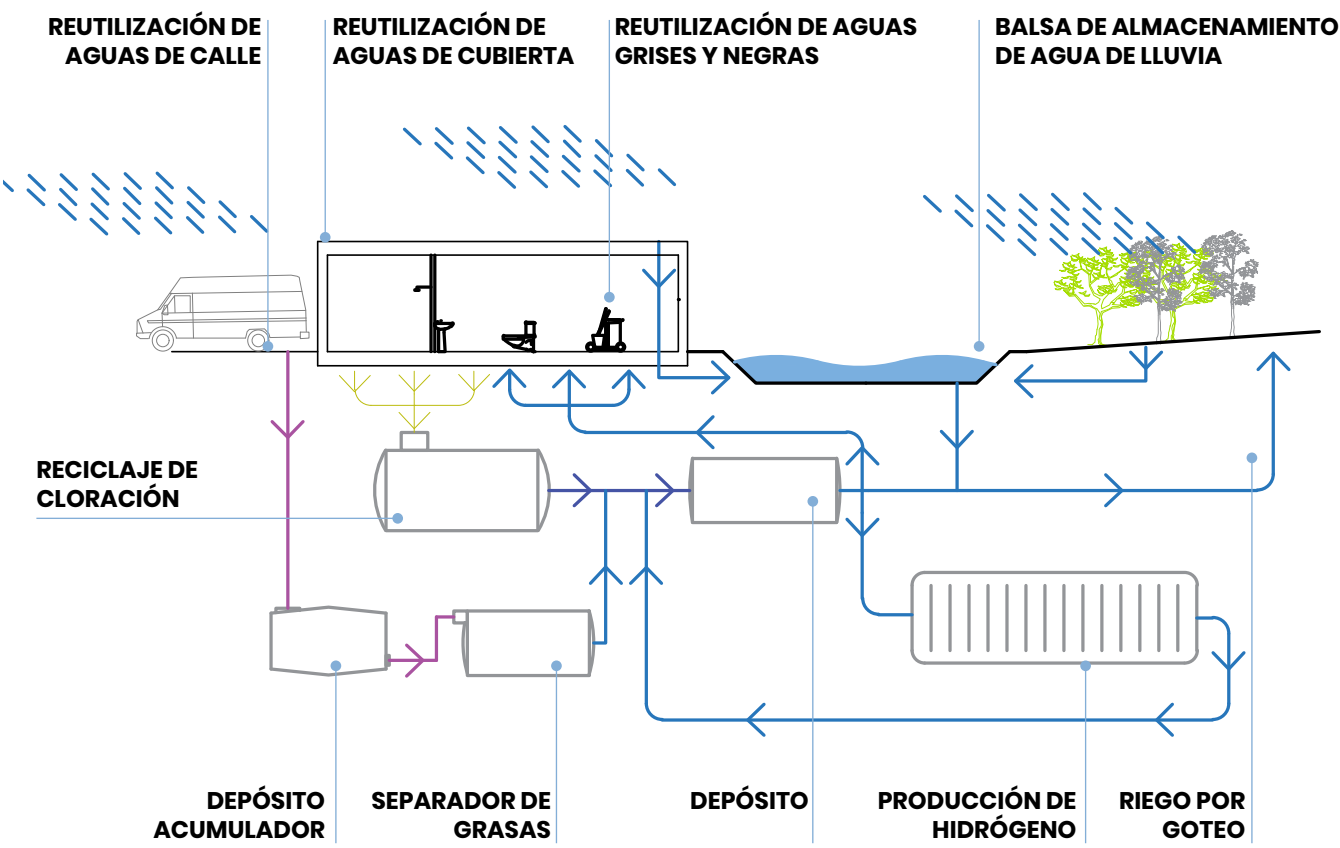 REUTILIZACIÓN DE
AGUAS DE CALLE
REUTILIZACIÓN DE
AGUAS DE CUBIERTA
REUTILIZACIÓN DE AGUAS
GRISES Y NEGRAS
BALSA DE ALMACENAMIENTO
DE AGUA DE LLUVIA
RECICLAJE DE
CLORACIÓN
DEPÓSITO
ACUMULADOR
SEPARADOR DE
GRASAS
DEPÓSITO
PRODUCCIÓN DE
HIDRÓGENO
RIEGO POR
GOTEO